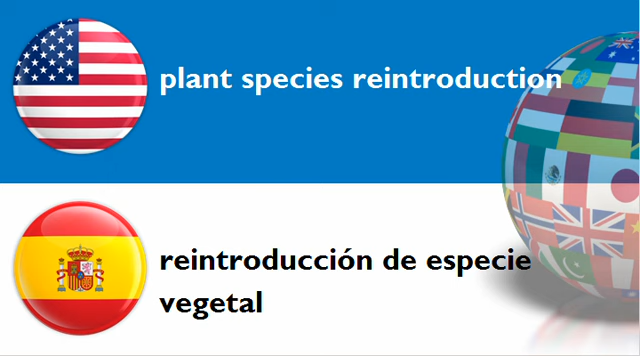 plant species reintroduction
reintroducción de especie
vegetal